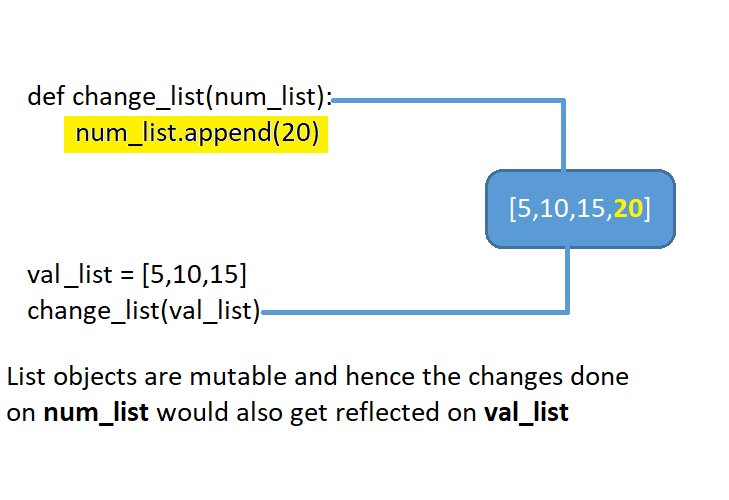 def change_list(num_list):
num_list.append(20)
[5,10,15,20]
val_list = [5,10,15]
change_list(val_list)
List objects are mutable and hence the changes done
on num_list would also get reflected on val_list